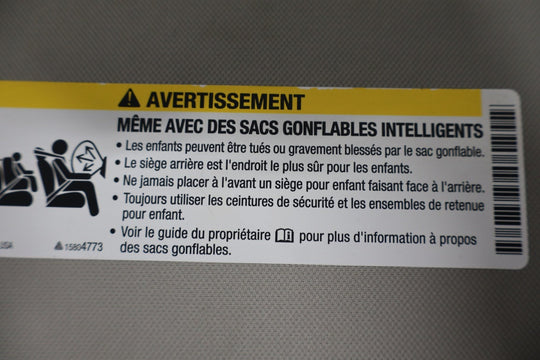 AVERTISSEMENT
MÊME AVEC DES SACS GONFLABLES INTELLIGENTS
• Les enfants peuvent être tués ou gravement blessés par le sac gonflable.
• Le siège arrière est l'endroit le plus sûr pour les enfants.
• Ne jamais placer à l'avant un siège pour enfant faisant face à l'arrière.
• Toujours utiliser les ceintures de sécurité et les ensembles de retenue
pour enfant.
• Voir le guide du propriétaire pour plus d'information à propos
des sacs gonflables.
USA 15804773